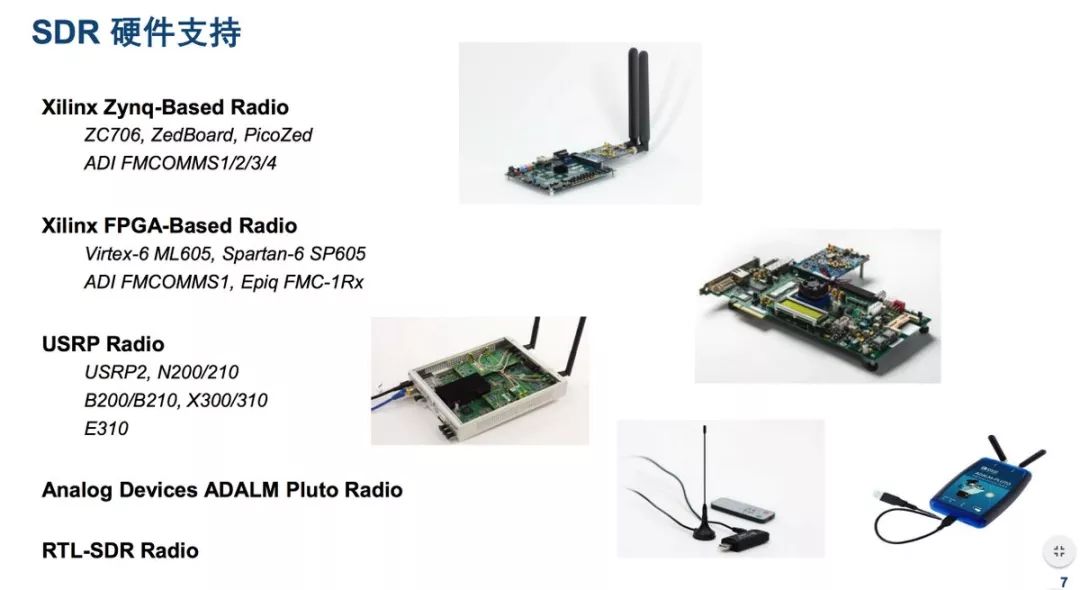 SDR 硬件支持
Xilinx Zynq-Based Radio
ZC706, ZedBoard, PicoZed
ADI FMCOMMS1/2/3/4
Xilinx FPGA-Based Radio
Virtex-6 ML605, Spartan-6 SP605
ADI FMCOMMS1, Epiq FMC-1Rx
USRP Radio
USRP2, N200/210
B200/B210, X300/310
E310
Analog Devices ADALM Pluto Radio
RTL-SDR Radio
ADALM-PLUTO
7